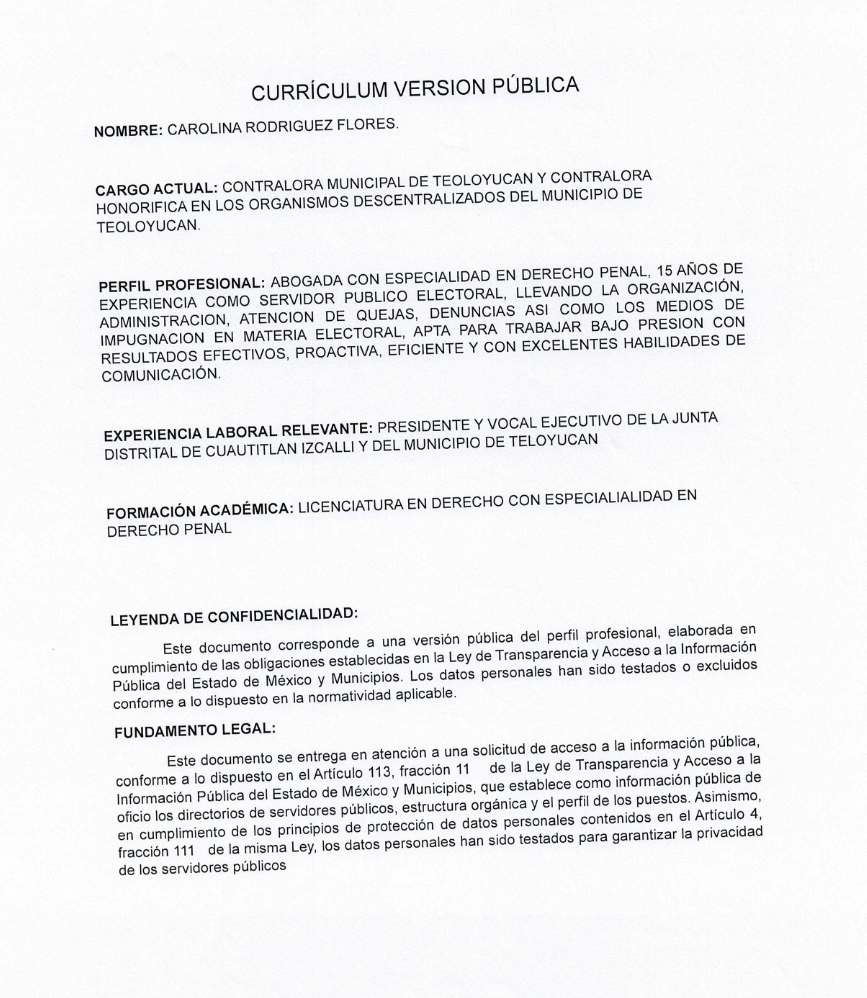 CURRÍCULUM VERSION PÚBLICA
NOMBRE: CAROLINA RODRIGUEZ FLORES.
CARGO ACTUAL: CONTRALORA MUNICIPAL DE TEOLOYUCAN Y CONTRALORA
HONORIFICA EN LOS ORGANISMOS DESCENTRALIZADOS DEL MUNICIPIO DE
TEOLOYUCAN.
PERFIL PROFESIONAL: ABOGADA CON ESPECIALIDAD EN DERECHO PENAL, 15 AÑOS DE
EXPERIENCIA COMO SERVIDOR PUBLICO ELECTORAL, LLEVANDO LA ORGANIZACIÓN,
ADMINISTRACION, ATENCION DE QUEJAS, DENUNCIAS ASI COMO LOS MEDIOS DE
IMPUGNACION EN MATERIA ELECTORAL, APTA PARA TRABAJAR BAJO PRESION CON
RESULTADOS EFECTIVOS, PROACTIVA, EFICIENTE Y CON EXCELENTES HABILIDADES DE
COMUNICACIÓN.
EXPERIENCIA LABORAL RELEVANTE: PRESIDENTE Y VOCAL EJECUTIVO DE LA JUNTA
DISTRITAL DE CUAUTITLAN IZCALLI Y DEL MUNICIPIO DE TELOYUCAN
FORMACIÓN ACADÉMICA: LICENCIATURA EN DERECHO CON ESPECIALIALIDAD EN
DERECHO PENAL
LEYENDA DE CONFIDENCIALIDAD:
Este documento corresponde a una versión pública del perfil profesional, elaborada en
cumplimiento de las obligaciones establecidas en la Ley de Transparencia y Acceso a la Información
Pública del Estado de México y Municipios. Los datos personales han sido testados o excluidos
conforme a lo dispuesto en la normatividad aplicable.
FUNDAMENTO LEGAL:
Este documento se entrega en atención a una solicitud de acceso a la información pública,
conforme a lo dispuesto en el Artículo 113, fracción 11 de la Ley de Transparencia y Acceso a la
Información Pública del Estado de México y Municipios, que establece como información pública de
oficio los directorios de servidores públicos, estructura orgánica y el perfil de los puestos. Asimismo,
en cumplimiento de los principios de protección de datos personales contenidos en el Artículo 4,
fracción 111 de la misma Ley, los datos personales han sido testados para garantizar la privacidad
de los servidores públicos